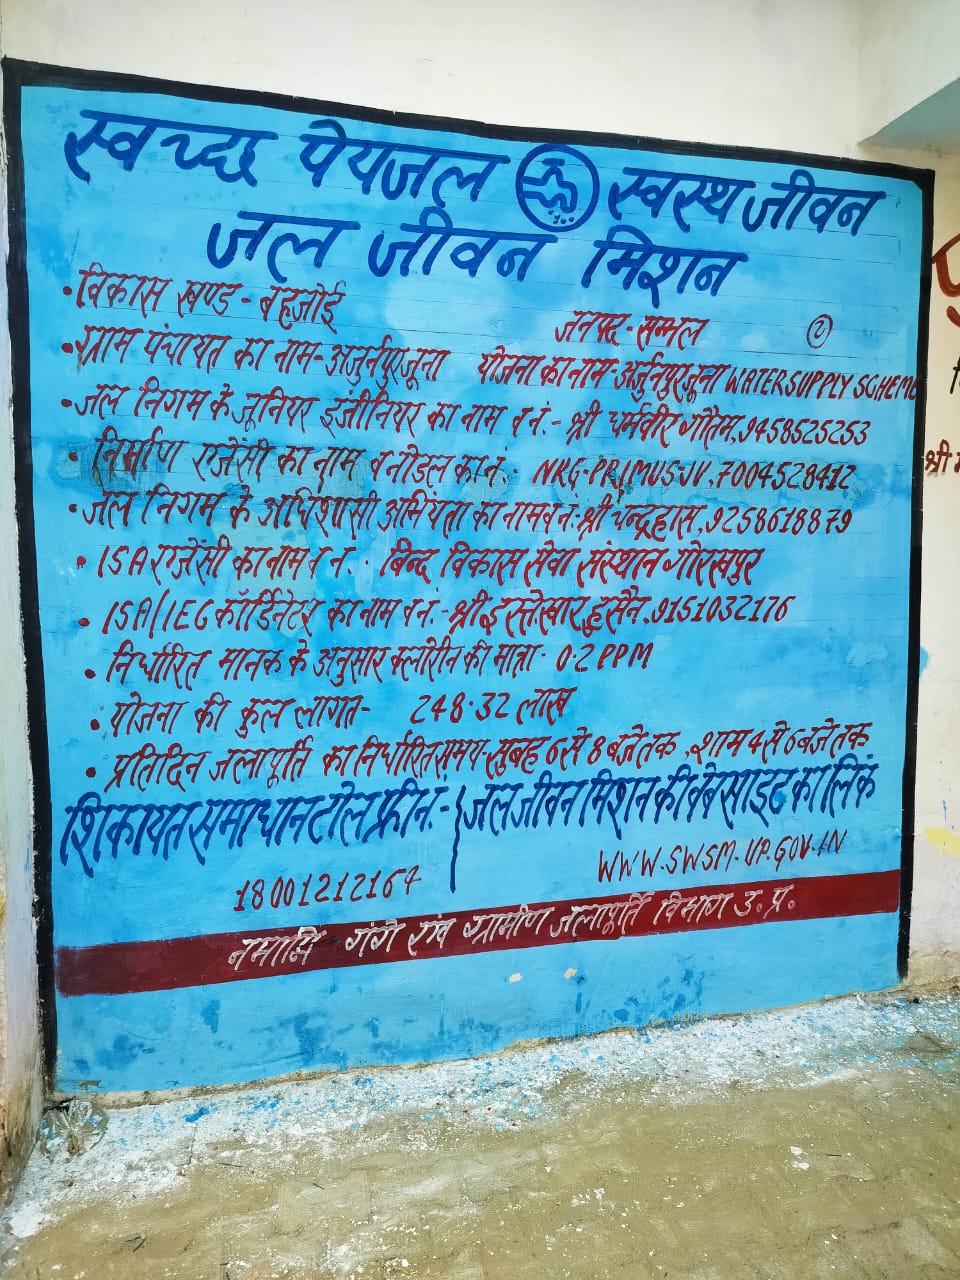 स्वच्छ पेयजल स्वस्थ जीवन
जल जीवन मिशन
•विकास खण्ड - बहजोई जनपद - सम्भल २
•ग्राम पंचायत का नाम - अर्जुनपुरजूना योजना का नाम - अर्जुनपुरजूना WATER SUPPLY SCHEME
•जल निगम के जूनियर इंजीनियर का नाम व नं. - श्री धर्मवीर गौतम, 9458525253
•निर्माण एजेंसी का नाम व नोडल का नं. NKG-PRIMUS-JV. 7004528412
•जल निगम के अधिशासी अभियंता का नाम व नं. श्री चन्द्रहास, 9258618879
•ISA एजेंसी का नाम व नं. बिन्द विकास सेवा संस्थान गोरखपुर
•ISA/IEC कॉर्डिनेटर का नाम व नं. - श्री इस्तेखार हुसैन, 9151032176
•निर्धारित मानक के अनुसार क्लोरीन की मात्रा - 0.2 PPM
•योजना की कुल लागत - 248.32 लाख
•प्रतिदिन जलापूर्ति का निर्धारित समय - सुबह 6 से 8 बजे तक, शाम 4 से 6 बजे तक
शिकायत समाधान टोल फ्री नं. - जल जीवन मिशन की वेबसाइट का लिंक
18001212164 WWW.SWSM.UP.GOV.IN
नमामि गंगे एंव ग्रामीण जलापूर्ति विभाग उ. प्र.
श्री